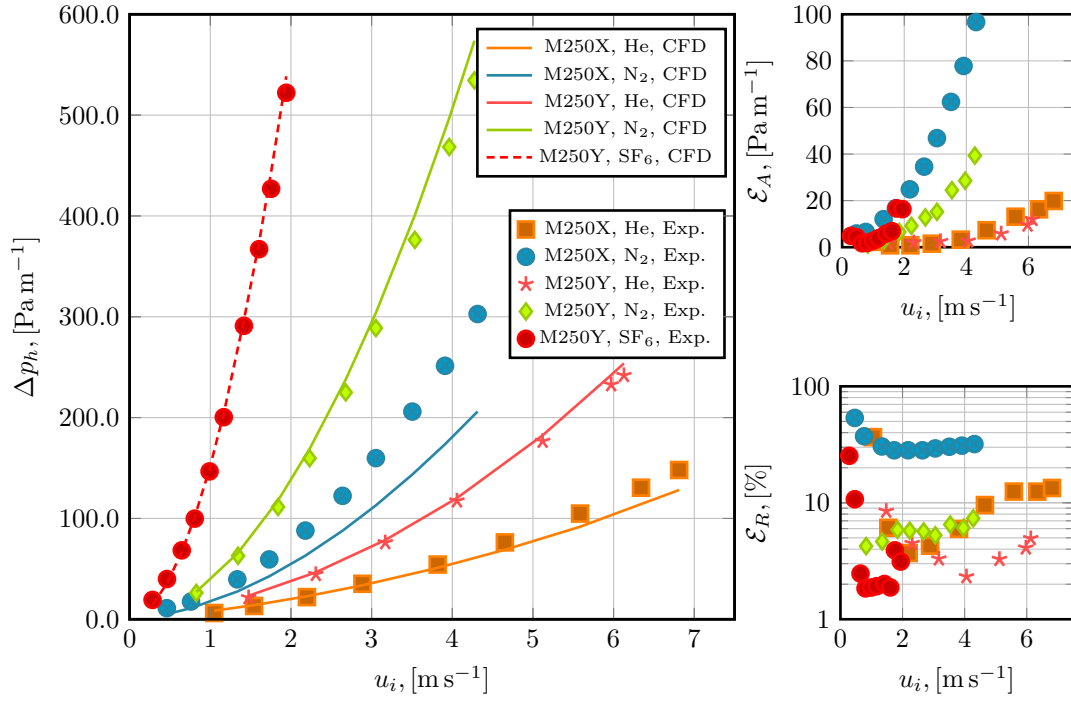 600.0
500.0
400.0
300.0
200.0
100.0
0.0
0 1 2 3 4 5 6 7
Δp_h, [Pa m⁻¹]
u_i, [m s⁻¹]
M250X, He, CFD
M250X, N₂, CFD
M250Y, He, CFD
M250Y, N₂, CFD
M250Y, SF₆, CFD
M250X, He, Exp.
M250X, N₂, Exp.
M250Y, He, Exp.
M250Y, N₂, Exp.
M250Y, SF₆, Exp.
100
80
60
40
20
0
0 2 4 6
ℰ_A, [Pa m⁻¹]
u_i, [m s⁻¹]
100
10
1
0 2 4 6
ℰ_R, [%]
u_i, [m s⁻¹]